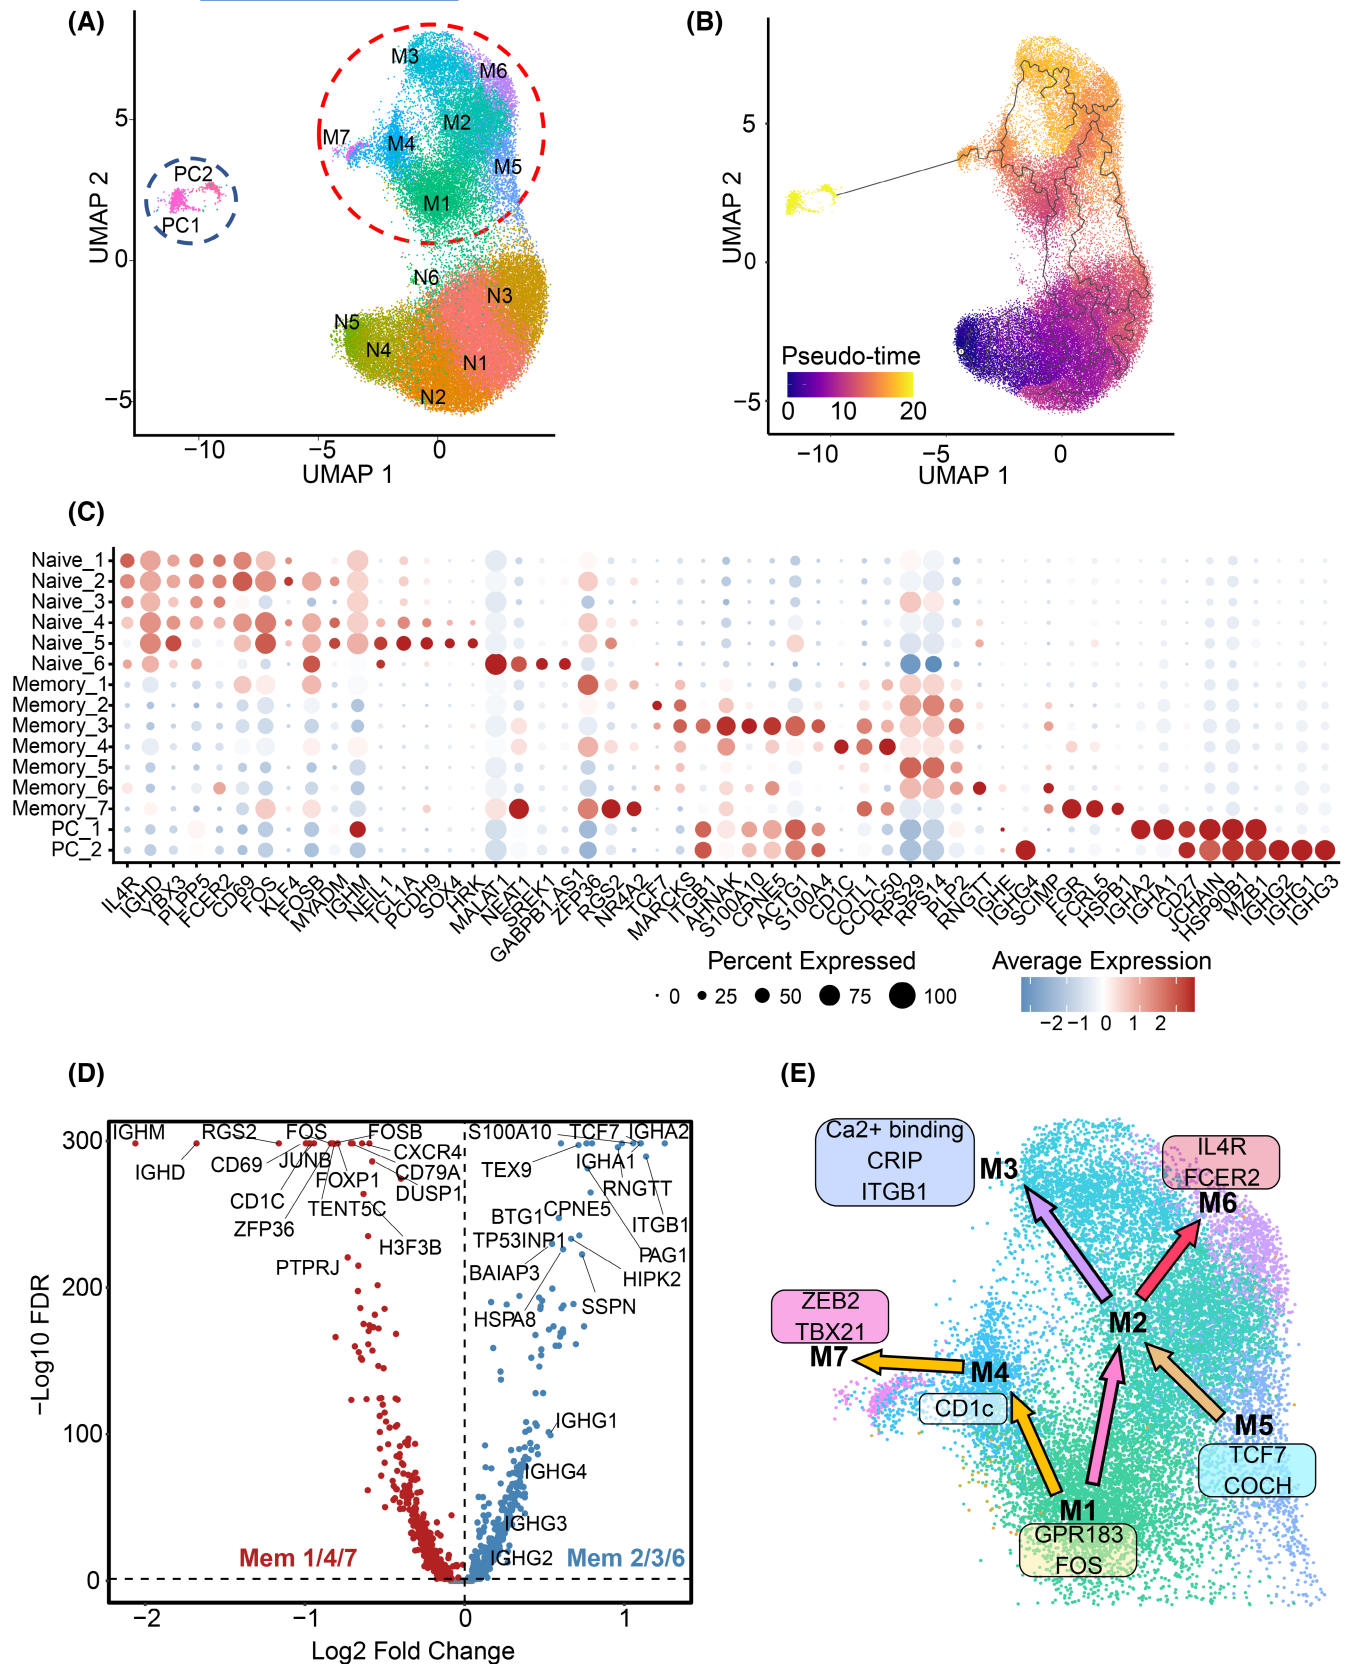 (A)
M3
M6
M2
M7
M4
M5
M1
PC2
PC1
N6
N3
N5
N4
N1
N2
5
0
−5
−10
−5
0
UMAP 1
UMAP 2
(B)
5
0
−5
−10
−5
0
UMAP 1
UMAP 2
Pseudo-time
0 10 20
(C)
Naive_1
Naive_2
Naive_3
Naive_4
Naive_5
Naive_6
Memory_1
Memory_2
Memory_3
Memory_4
Memory_5
Memory_6
Memory_7
PC_1
PC_2
IL4R
IGHD
YBX3
PLPP5
FCER2
CD69
FOS
KLF4
FOSB
MYADM
IGHM
NEIL1
TCL1A
PCDH9
SOX4
HRK
MALAT1
NEAT1
SREK1
GABPB1_AS1
ZFP36
RGS2
NR4A2
TCF7
MARCKS
ITGB1
AHNAK
S100A10
CPNE5
ACTG1
S100A4
CD1C
COTL1
CCDC50
RPS29
RPS14
PLP2
RNGTT
IGHE
IGHG4
SCIMP
FGR
FCRL5
HSPB1
IGHA2
IGHA1
CD27
JCHAIN
HSP90B1
MZB1
IGHG2
IGHG1
IGHG3
Percent Expressed
0 25 50 75 100
Average Expression
−2 −1 0 1 2
(D)
IGHM
RGS2
FOS
FOSB
S100A10
TCF7
IGHA2
IGHD
CD69
JUNB
CXCR4
CD79A
TEX9
IGHA1
FOXP1
DUSP1
RNGTT
CD1C
TENT5C
ZFP36
BTG1
CPNE5
ITGB1
H3F3B
TP53INP1
PAG1
PTPRJ
BAIAP3
HIPK2
HSPA8
SSPN
IGHG1
IGHG4
IGHG3
IGHG2
Mem 1/4/7
Mem 2/3/6
300
200
100
0
−2
−1
0
1
Log2 Fold Change
−Log10 FDR
(E)
Ca2+ binding
CRIP
ITGB1
M3
IL4R
FCER2
M6
ZEB2
TBX21
M7
M2
M4
CD1c
M5
TCF7
COCH
M1
GPR183
FOS